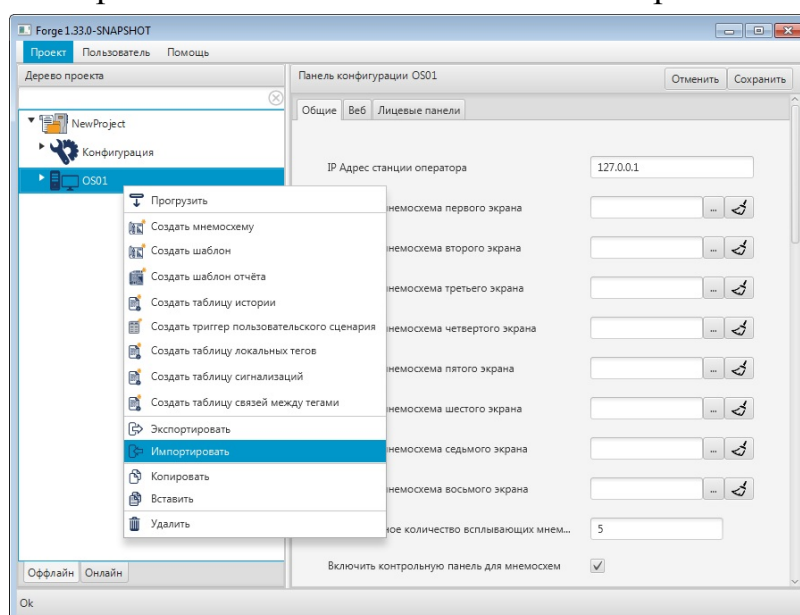 Forge 1.33.0-SNAPSHOT
Проект Пользователь Помощь
Дерево проекта
Панель конфигурации OS01
Отменить Сохранить
NewProject
Конфигурация
OS01
Общие Веб Лицевые панели
IP Адрес станции оператора 127.0.0.1
Прогрузить
Создать мнемосхему
Создать шаблон
Создать шаблон отчёта
Создать таблицу истории
Создать триггер пользовательского сценария
Создать таблицу локальных тегов
Создать таблицу сигнализаций
Создать таблицу связей между тегами
Экспортировать
Импортировать
Копировать
Вставить
Удалить
немосхема первого экрана ...
немосхема второго экрана ...
немосхема третьего экрана ...
немосхема четвертого экрана ...
немосхема пятого экрана ...
немосхема шестого экрана ...
немосхема седьмого экрана ...
немосхема восьмого экрана ...
ное количество всплывающих мнем... 5
Включить контрольную панель для мнемосхем
Оффлайн Онлайн
Ok